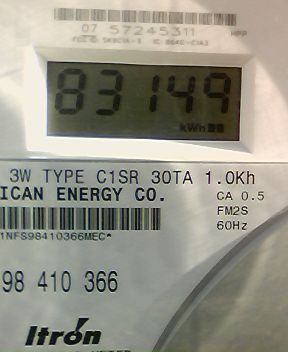 07 57245311
HPP
83149
kWh
3W TYPE C1SR 30TA 1.0Kh
ICAN ENERGY CO.
CA 0.5
FM2S
60Hz
1NFS98410366MEC*
98 410 366
Itron